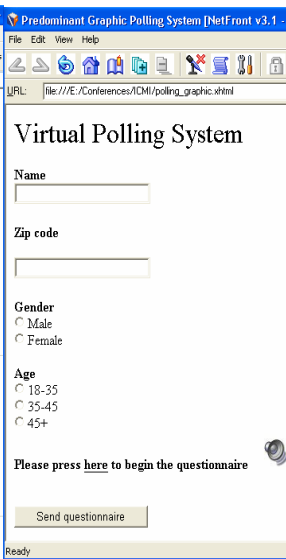 Predominant Graphic Polling System [NetFront v3.1 -
File Edit View Help
URL: file:///E:/Conferences/ICMI/polling_graphic.xhtml
Virtual Polling System
Name
Zip code
Gender
Male
Female
Age
18-35
35-45
45+
Please press here to begin the questionnaire
Send questionnaire
Ready